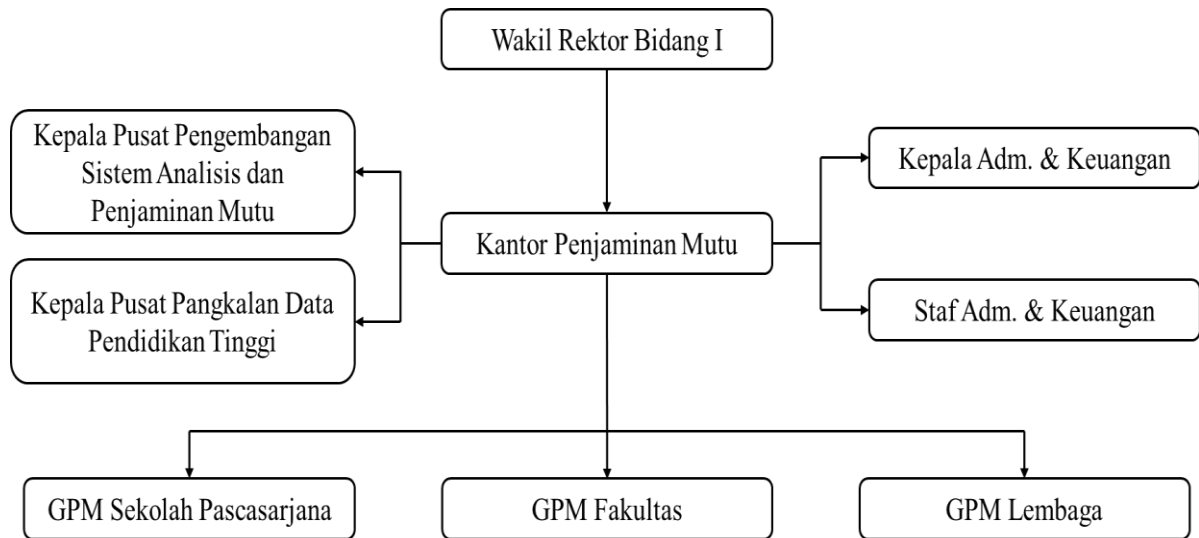 Wakil Rektor Bidang I
Kepala Pusat Pengembangan
Sistem Analisis dan
Penjaminan Mutu
Kepala Adm. & Keuangan
Kantor Penjaminan Mutu
Kepala Pusat Pangkalan Data
Pendidikan Tinggi
Staf Adm. & Keuangan
GPM Sekolah Pascasarjana
GPM Fakultas
GPM Lembaga